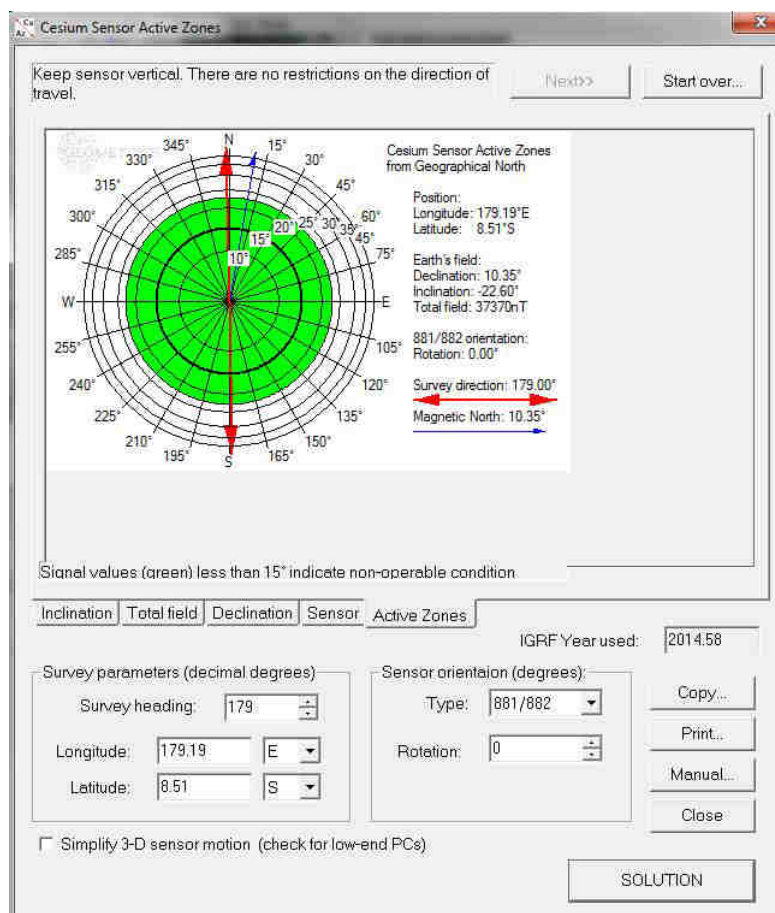 Cs
Az
Cesium Sensor Active Zones
Keep sensor vertical. There are no restrictions on the direction of
travel.
Next>>
Start over...
GEOMETRICS
Cesium Sensor Active Zones
from Geographical North
Position:
Longitude: 179.19°E
Latitude: 8.51°S
Earth's field:
Declination: 10.35°
Inclination: -22.60°
Total field: 37370nT
881/882 orientation:
Rotation: 0.00°
Survey direction: 179.00°
Magnetic North: 10.35°
N
15°
30°
45°
60°
75°
E
105°
120°
135°
150°
165°
S
195°
210°
225°
240°
255°
W
285°
300°
315°
330°
345°
10°
15°
20°
25°
30°
35°
45°
Signal values (green) less than 15° indicate non-operable condition
Inclination
Total field
Declination
Sensor
Active Zones
IGRF Year used:
2014.58
Survey parameters (decimal degrees)
Survey heading:
179
Longitude:
179.19
E
Latitude:
8.51
S
Sensor orientaion (degrees):
Type:
881/882
Rotation:
0
Copy...
Print...
Manual...
Close
Simplify 3-D sensor motion (check for low-end PCs)
SOLUTION